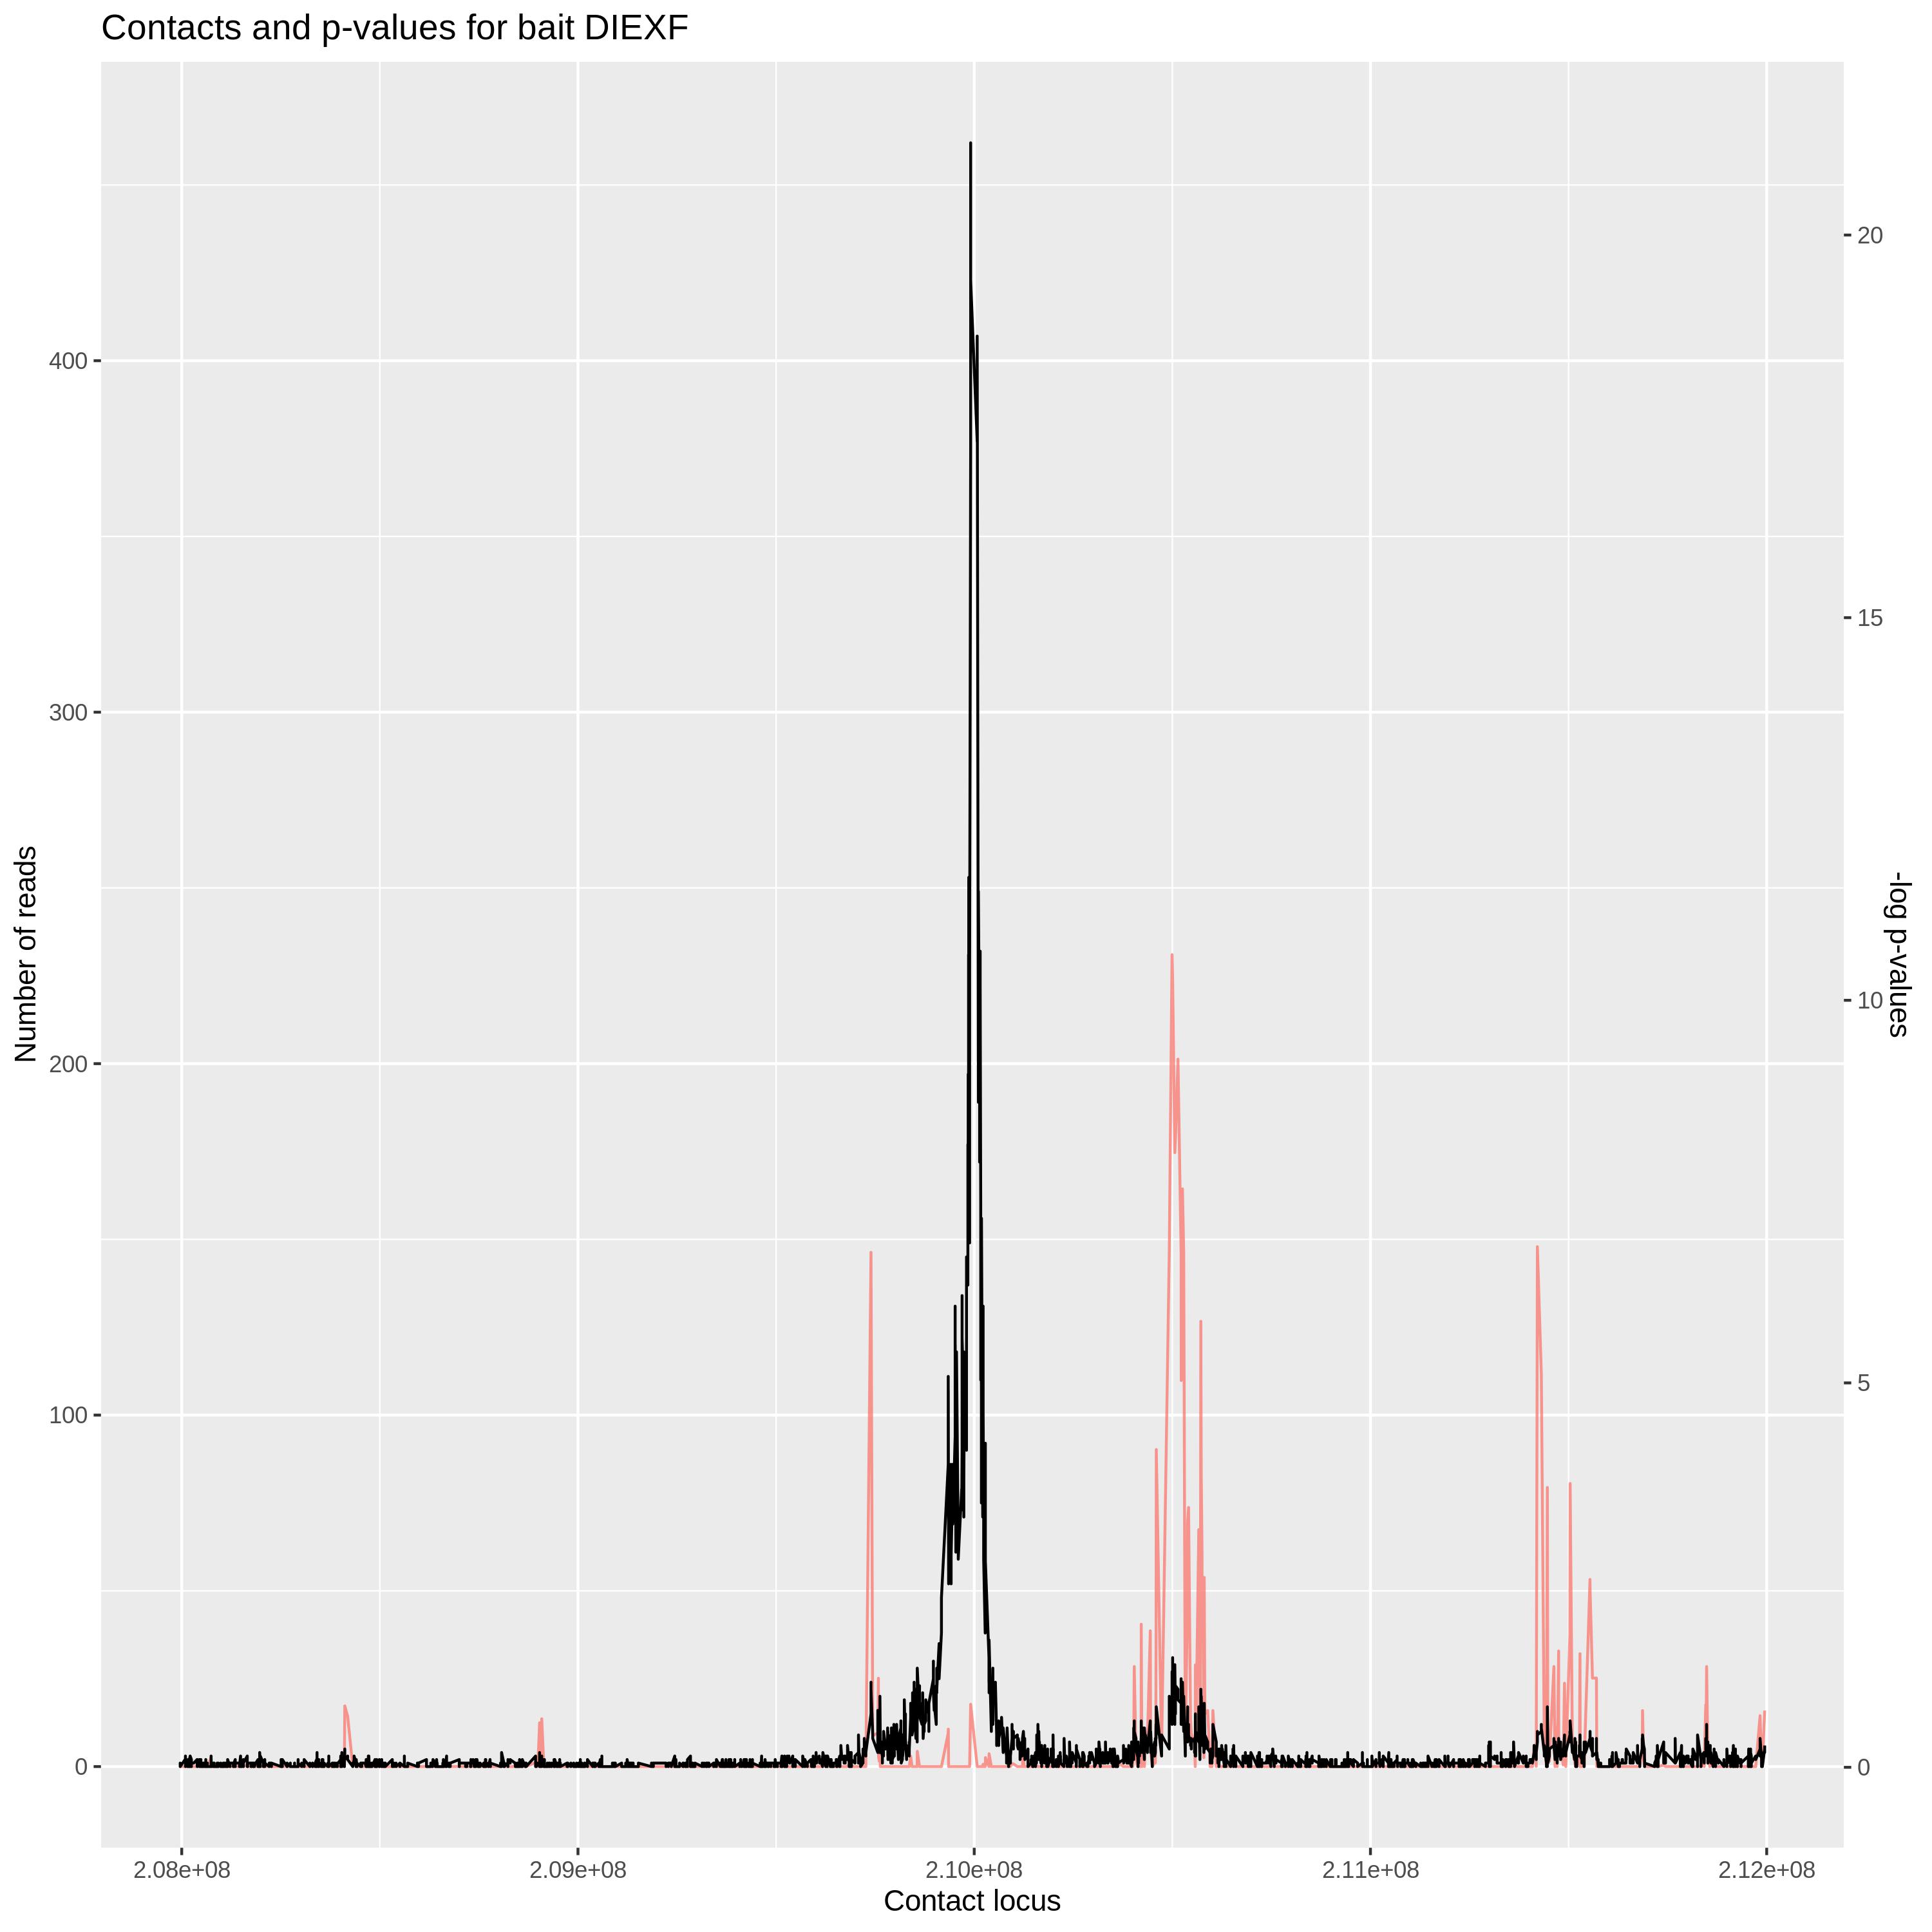 Contacts and p-values for bait DIEXF
Number of reads
400
300
200
100
0
20
15
10
5
0
-log p-values
2.08e+08
2.09e+08
2.10e+08
2.11e+08
2.12e+08
Contact locus